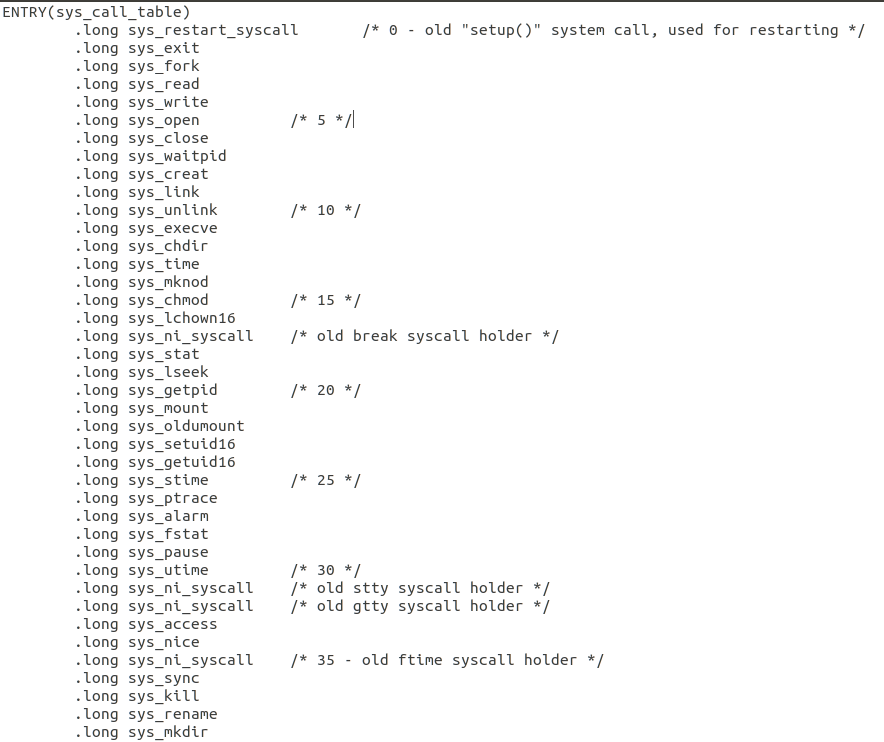 ENTRY(sys_call_table)
.long sys_restart_syscall /* 0 - old "setup()" system call, used for restarting */
.long sys_exit
.long sys_fork
.long sys_read
.long sys_write
.long sys_open /* 5 */
.long sys_close
.long sys_waitpid
.long sys_creat
.long sys_link
.long sys_unlink /* 10 */
.long sys_execve
.long sys_chdir
.long sys_time
.long sys_mknod
.long sys_chmod /* 15 */
.long sys_lchown16
.long sys_ni_syscall /* old break syscall holder */
.long sys_stat
.long sys_lseek
.long sys_getpid /* 20 */
.long sys_mount
.long sys_oldumount
.long sys_setuid16
.long sys_getuid16
.long sys_stime /* 25 */
.long sys_ptrace
.long sys_alarm
.long sys_fstat
.long sys_pause
.long sys_utime /* 30 */
.long sys_ni_syscall /* old stty syscall holder */
.long sys_ni_syscall /* old gtty syscall holder */
.long sys_access
.long sys_nice
.long sys_ni_syscall /* 35 - old ftime syscall holder */
.long sys_sync
.long sys_kill
.long sys_rename
.long sys_mkdir